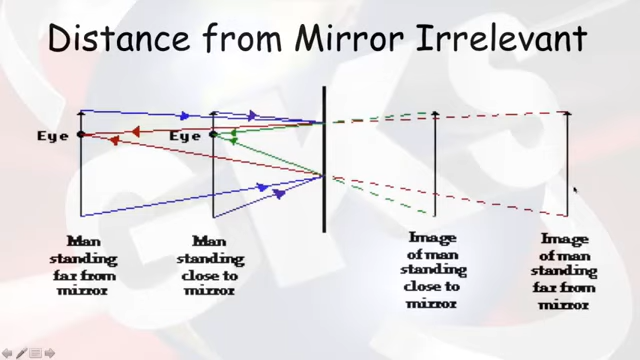 Distance from Mirror Irrelevant
Eye
Eye
Man
standing
far from
mirror
Man
standing
close to
mirror
Image
of man
standing
close to
mirror
Image
of man
standing
far from
mirror
GKS